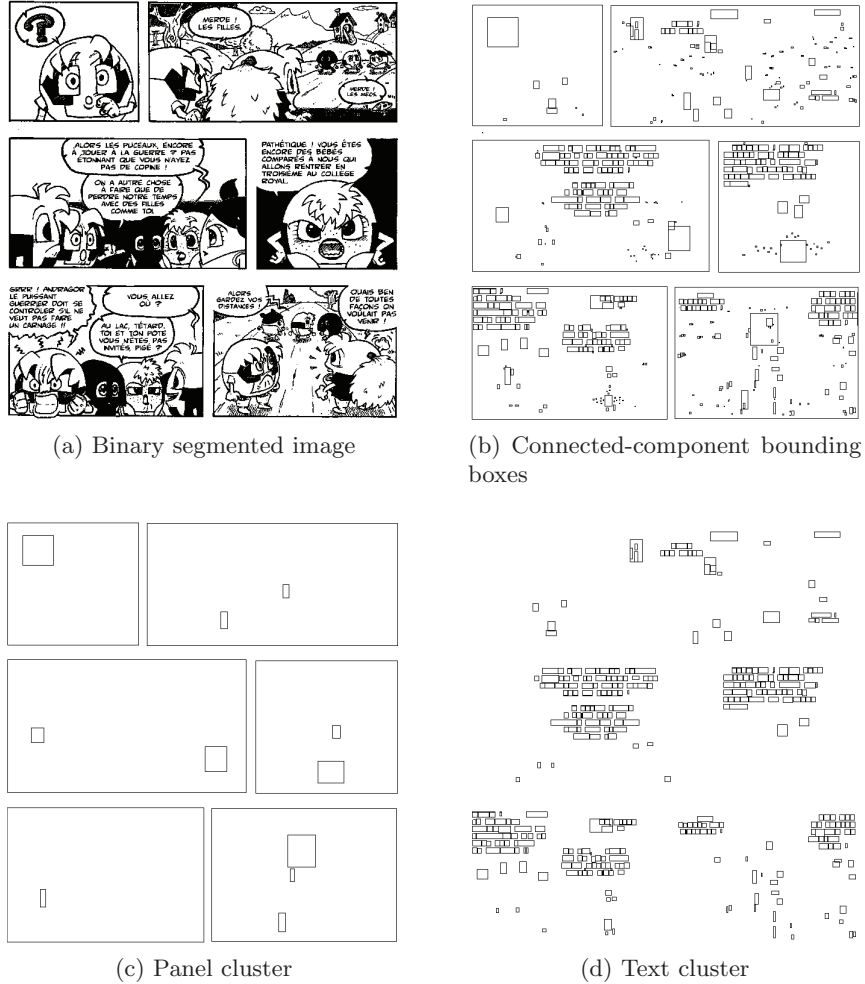 ?
MERDE !
LES FILLES.
MERDE !
LES MECS.
ALORS LES PUCEAUX, ENCORE
À JOUER À LA GUERRE ? PAS
ÉTONNANT QUE VOUS N'AYEZ
PAS DE COPINE !
ON A AUTRE CHOSE
À FAIRE QUE DE
PERDRE NOTRE TEMPS
AVEC DES FILLES
COMME TOI.
PATHÉTIQUE ! VOUS ÊTES
ENCORE DES BÉBÉS
COMPARÉS À NOUS QUI
ALLONS RENTRER EN
TROISIÈME AU COLLÈGE
ROYAL.
GRRR ! ANDRAGOR
LE PUISSANT
GUERRIER DOIT SE
CONTROLER S'IL NE
VEUT PAS FAIRE
UN CARNAGE !!
VOUS ALLEZ
OÙ ?
AU LAC, TÉTARD,
TOI ET TON POTE
VOUS N'ÊTES PAS
INVITÉS, PIGÉ ?
ALORS
GARDEZ VOS
DISTANCES !
OUAIS BEN
DE TOUTES
FAÇONS ON
VOULAIT PAS
VENIR !
(a) Binary segmented image
(b) Connected-component bounding
boxes
(c) Panel cluster
(d) Text cluster